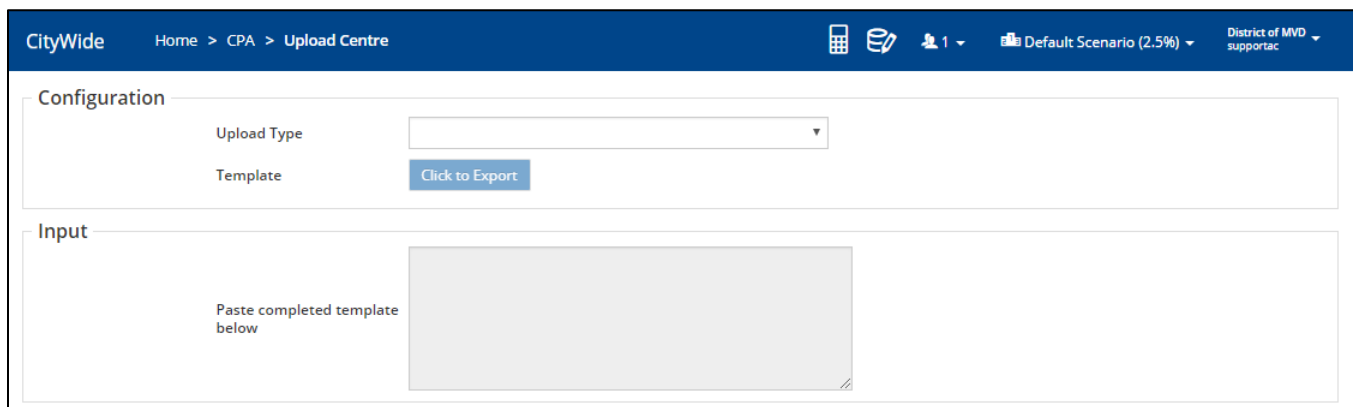 CityWide Home > CPA > Upload Centre 1 Default Scenario (2.5%) District of MVD
supportac
Configuration
Upload Type
Template Click to Export
Input
Paste completed template
below